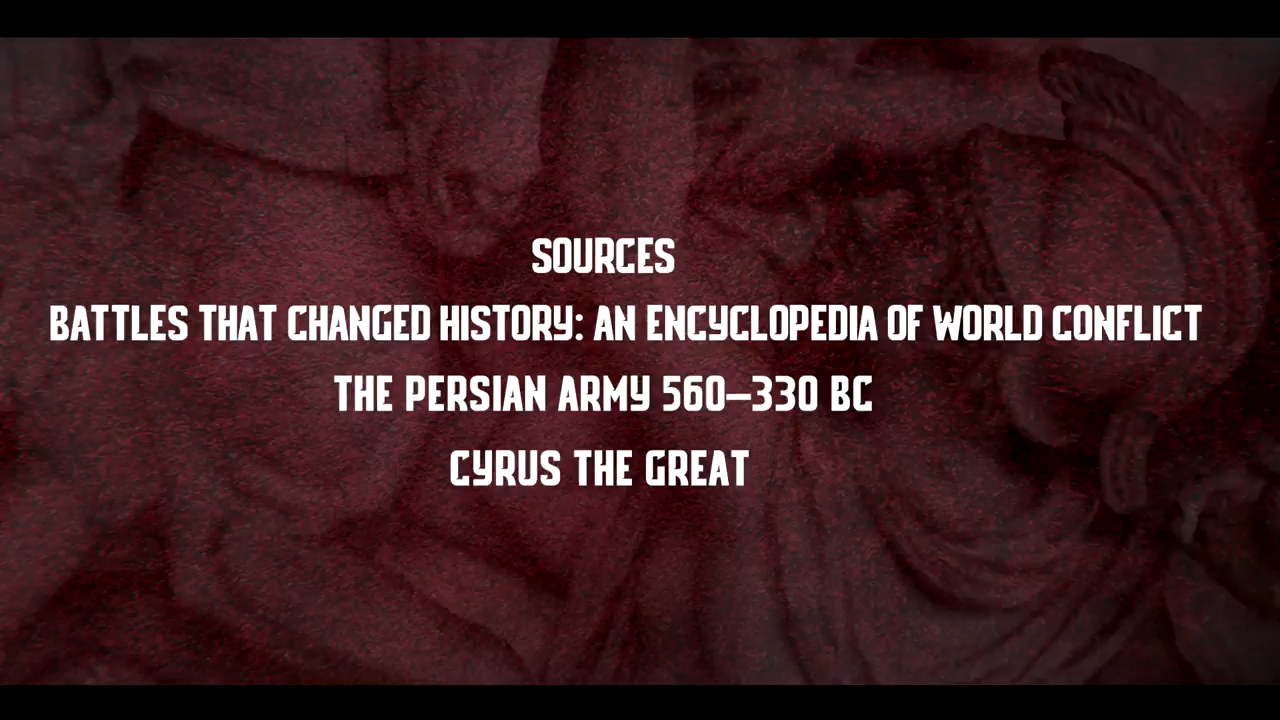 SOURCES
BATTLES THAT CHANGED HISTORY: AN ENCYCLOPEDIA OF WORLD CONFLICT
THE PERSIAN ARMY 560–330 BC
CYRUS THE GREAT